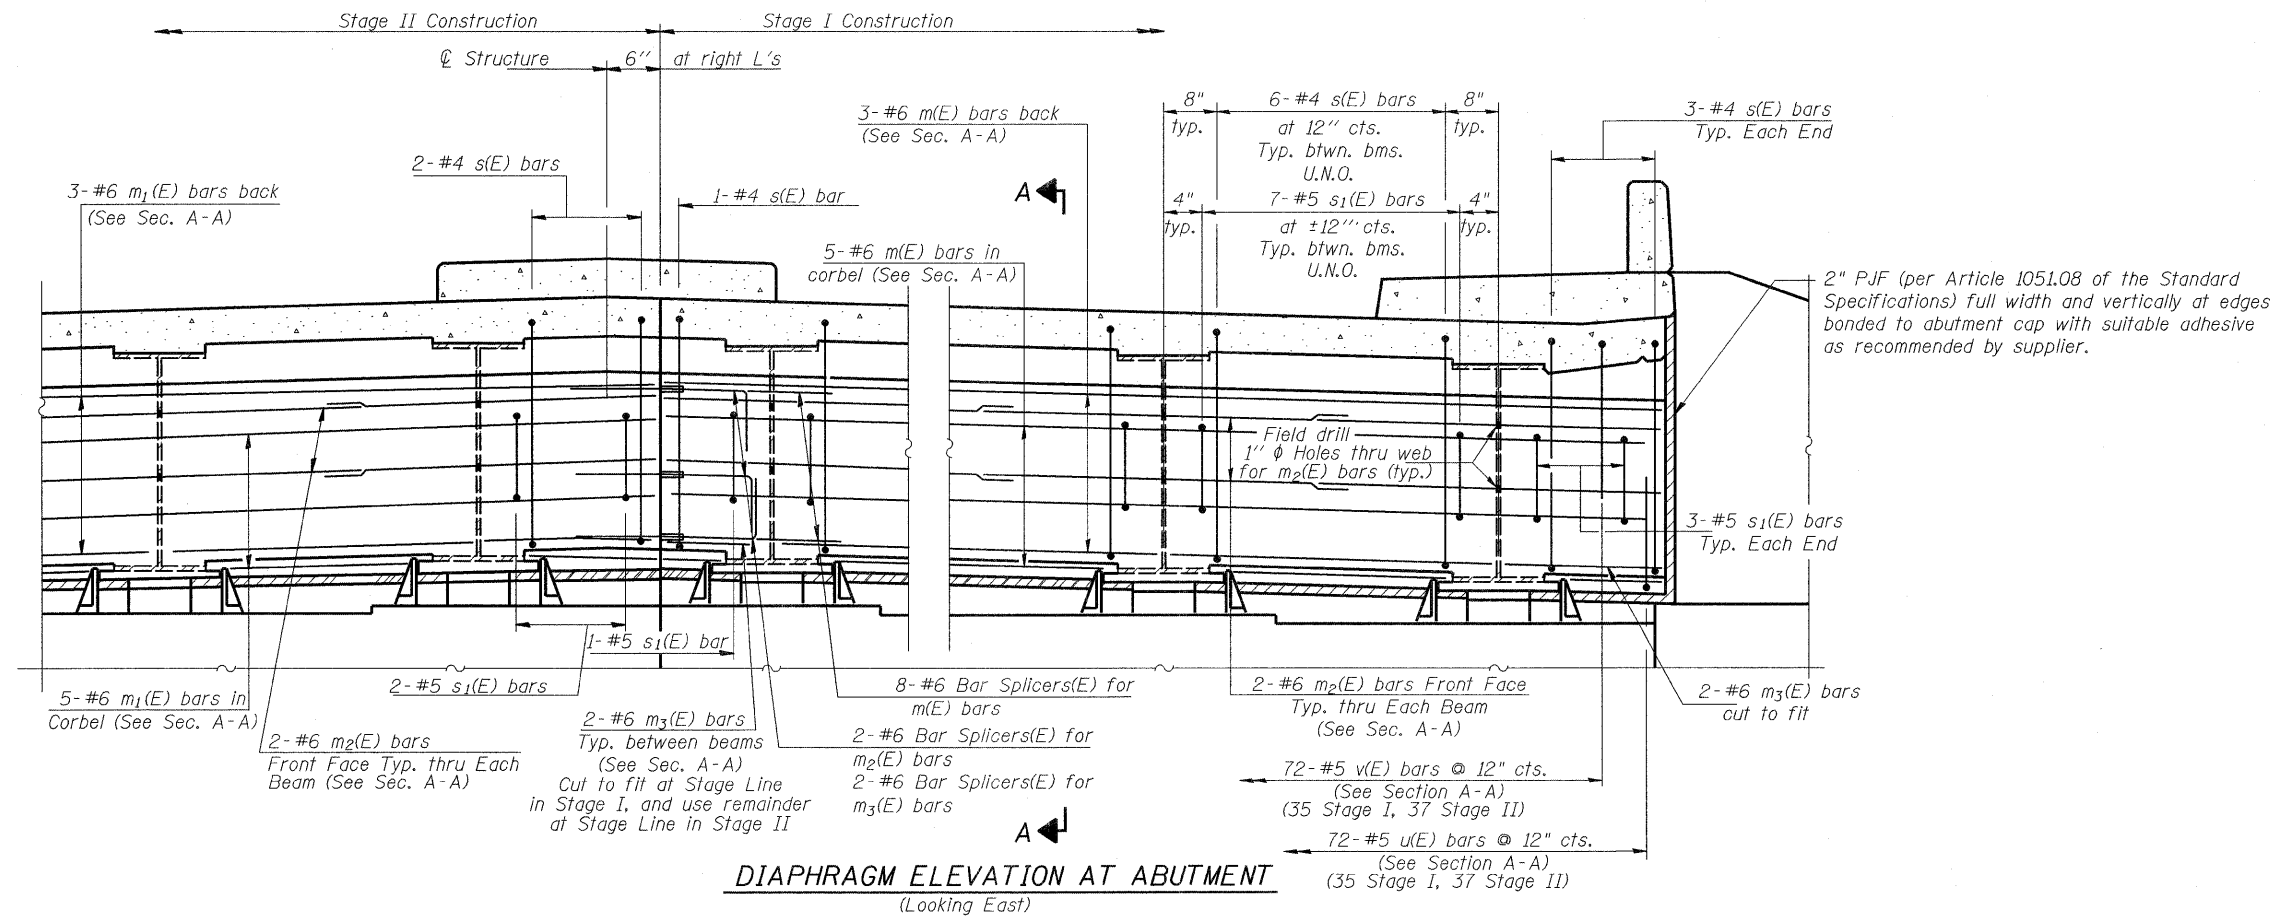 Stage II Construction
Stage I Construction
℄ Structure
6"
at right L's
3-#6 m(E) bars back
(See Sec. A-A)
8"
typ.
6-#4 s(E) bars
at 12" cts.
Typ. btwn. bms.
U.N.O.
8"
typ.
3-#4 s(E) bars
Typ. Each End
2-#4 s(E) bars
3-#6 m1(E) bars back
(See Sec. A-A)
1-#4 s(E) bar
A
4"
typ.
7-#5 s1(E) bars
at ±12" cts.
Typ. btwn. bms.
U.N.O.
4"
typ.
5-#6 m(E) bars in
corbel (See Sec. A-A)
2" PJF (per Article 1051.08 of the Standard
Specifications) full width and vertically at edges
bonded to abutment cap with suitable adhesive
as recommended by supplier.
Field drill
1" ϕ Holes thru web
for m2(E) bars (typ.)
3-#5 s1(E) bars
Typ. Each End
1-#5 s1(E) bar
2-#5 s1(E) bars
5-#6 m1(E) bars in
Corbel (See Sec. A-A)
2-#6 m2(E) bars
Front Face Typ. thru Each
Beam (See Sec. A-A)
2-#6 m3(E) bars
Typ. between beams
(See Sec. A-A)
Cut to fit at Stage Line
in Stage I, and use remainder
at Stage Line in Stage II
8-#6 Bar Splicers(E) for
m(E) bars
2-#6 Bar Splicers(E) for
m2(E) bars
2-#6 Bar Splicers(E) for
m3(E) bars
2-#6 m2(E) bars Front Face
Typ. thru Each Beam
(See Sec. A-A)
2-#6 m3(E) bars
cut to fit
72-#5 v(E) bars @ 12" cts.
(See Section A-A)
(35 Stage I, 37 Stage II)
A
72-#5 u(E) bars @ 12" cts.
(See Section A-A)
(35 Stage I, 37 Stage II)
DIAPHRAGM ELEVATION AT ABUTMENT
(Looking East)